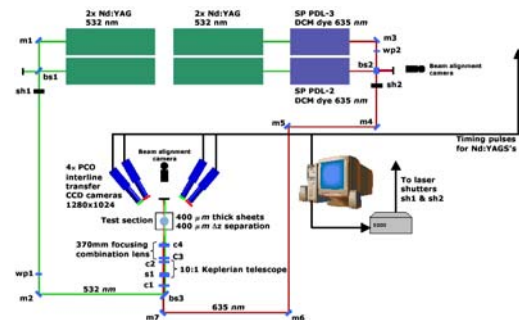 2x Nd:YAG
532 nm
2x Nd:YAG
532 nm
SP PDL-3
DCM dye 635 nm
m1
m3
wp2
bs1
bs2
Beam alignment
camera
sh1
sh2
SP PDL-2
DCM dye 635 nm
m5
m4
Timing pulses
for Nd:YAGS's
Beam alignment
camera
4x PCO
interline
transfer
CCD cameras
1280x1024
To laser
shutters
sh1 & sh2
Test section
400 μm thick sheets
400 μm Δz separation
370mm focusing
combination lens
c4
C3
c2
s1
10:1 Keplerian telescope
c1
wp1
m2
532 nm
bs3
635 nm
m7
m6